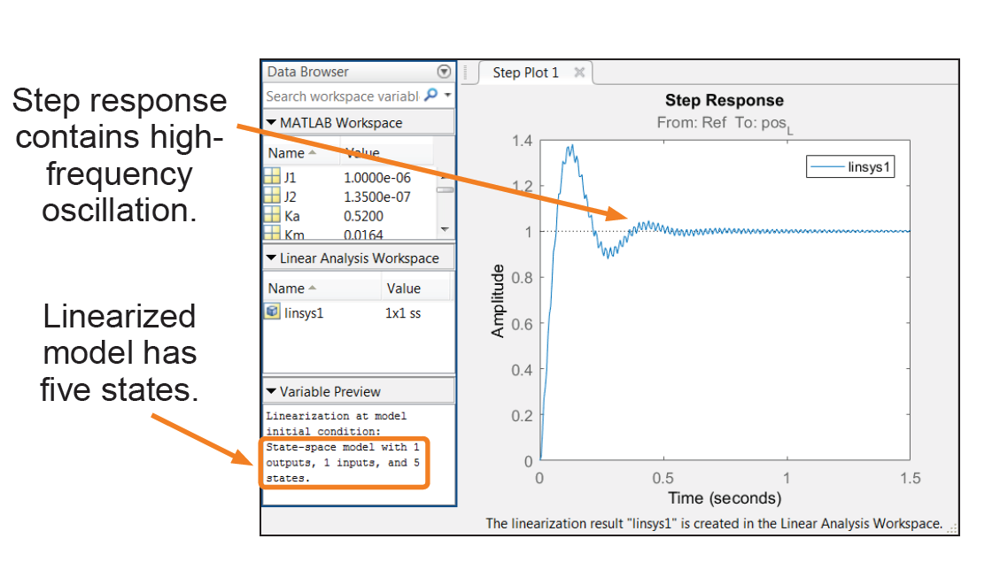 Step response
contains high-
frequency
oscillation.
Linearized
model has
five states.
Data Browser
Search workspace variabl
MATLAB Workspace
Name Value
J1 1.0000e-06
J2 1.3500e-07
Ka 0.5200
Km 0.0164
Linear Analysis Workspace
Name Value
linsys1 1x1 ss
Variable Preview
Linearization at model
initial condition:
State-space model with 1
outputs, 1 inputs, and 5
states.
Step Plot 1
Step Response
From: Ref To: pos_L
linsys1
1.4
1.2
1
0.8
0.6
0.4
0.2
0
Amplitude
0 0.5 1 1.5
Time (seconds)
The linearization result "linsys1" is created in the Linear Analysis Workspace.